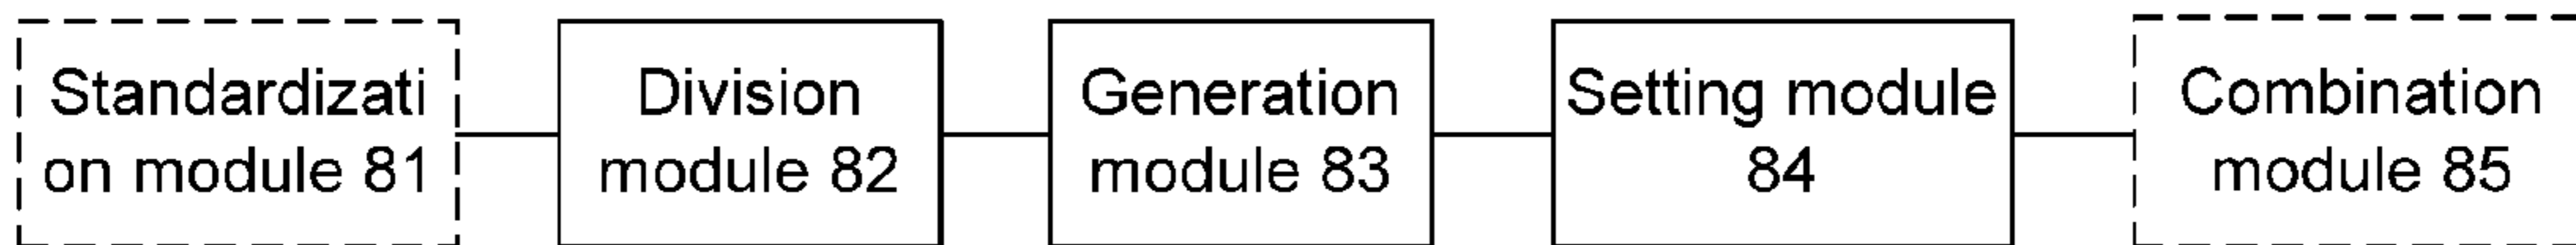 Standardizati
on module 81
Division
module 82
Generation
module 83
Setting module
84
Combination
module 85